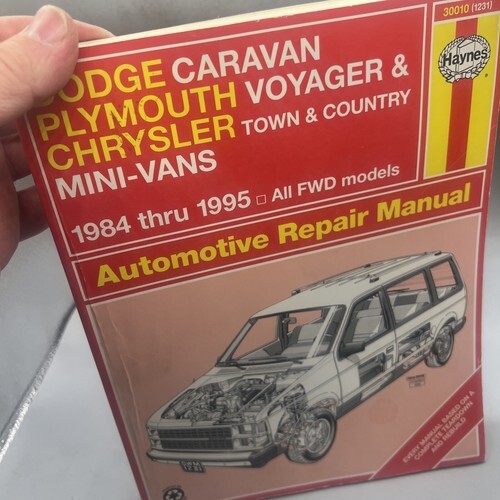 30010 (1231)
Haynes
DODGE CARAVAN
PLYMOUTH VOYAGER &
CHRYSLER TOWN & COUNTRY
MINI-VANS
1984 thru 1995 □ All FWD models
Automotive Repair Manual
EVERY MANUAL BASED ON A
COMPLETE TEARDOWN
AND REBUILD